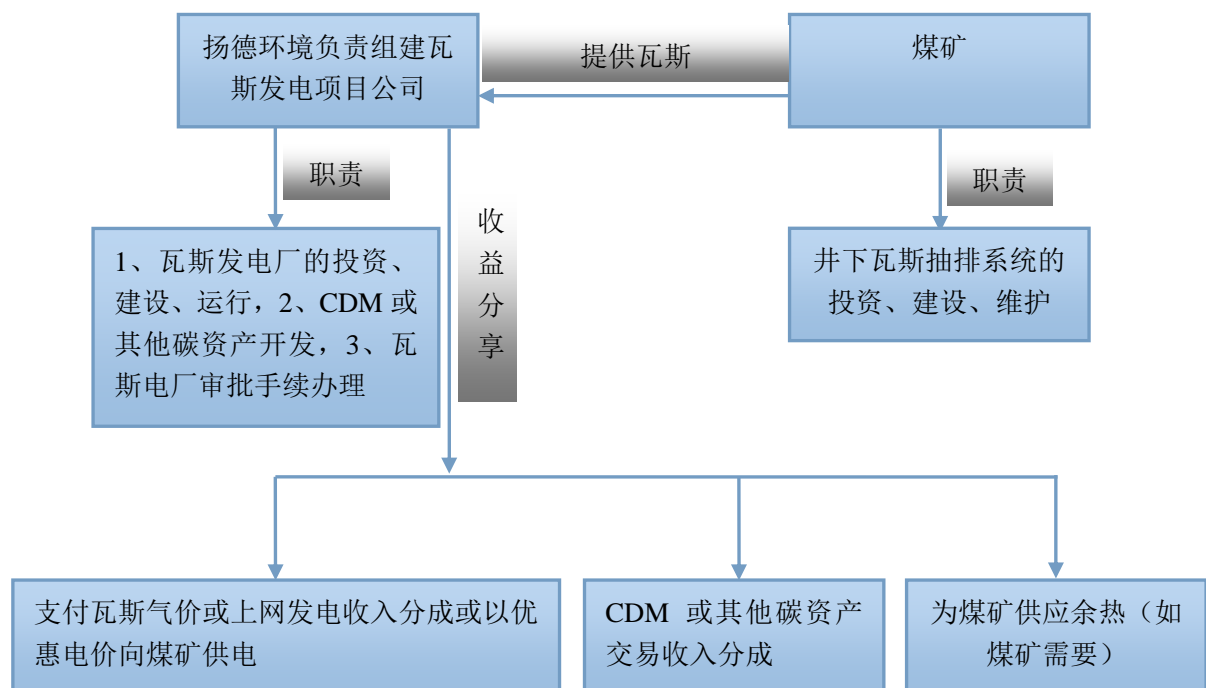 扬德环境负责组建瓦
斯发电项目公司
提供瓦斯
煤矿
职责
职责
收
益
分
享
1、瓦斯发电厂的投资、
建设、运行，2、CDM 或
其他碳资产开发，3、瓦
斯电厂审批手续办理
井下瓦斯抽排系统的
投资、建设、维护
支付瓦斯气价或上网发电收入分成或以优
惠电价向煤矿供电
CDM 或其他碳资产
交易收入分成
为煤矿供应余热（如
煤矿需要）